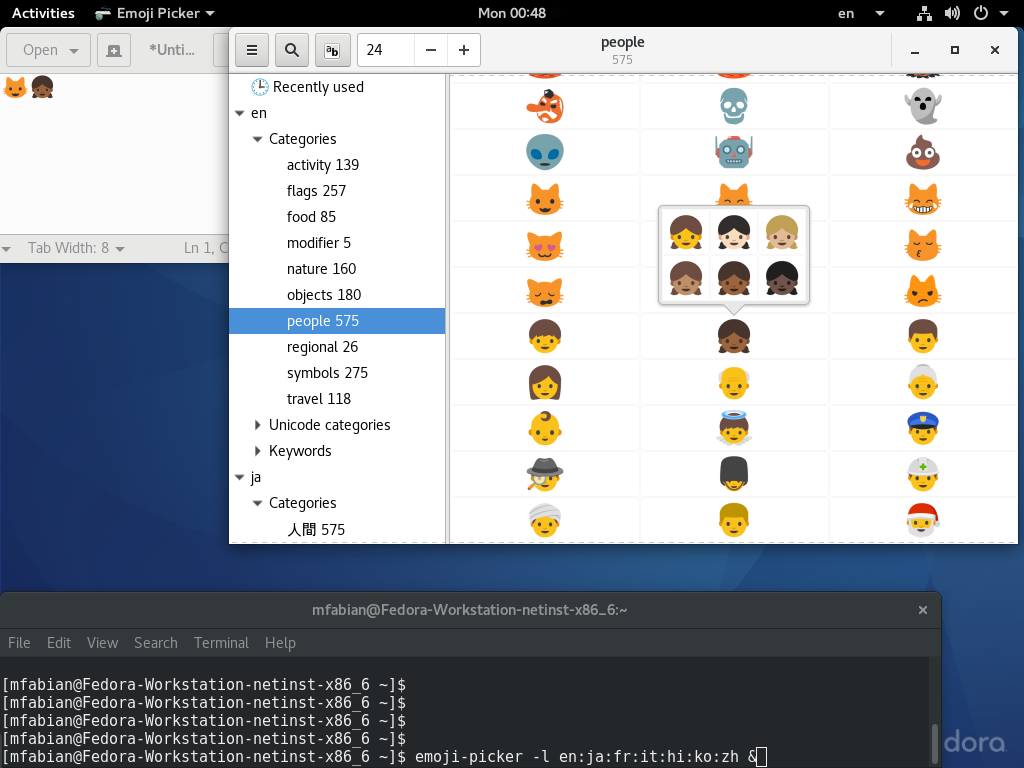 Activities Emoji Picker Mon 00:48 en
Open *Unti...
24 people
575
Recently used
en
Categories
activity 139
flags 257
food 85
modifier 5
nature 160
objects 180
people 575
regional 26
symbols 275
travel 118
Unicode categories
Keywords
ja
Categories
人間 575
Tab Width: 8 Ln 1, C
mfabian@Fedora-Workstation-netinst-x86_6:~
File Edit View Search Terminal Help
[mfabian@Fedora-Workstation-netinst-x86_6 ~]$
[mfabian@Fedora-Workstation-netinst-x86_6 ~]$
[mfabian@Fedora-Workstation-netinst-x86_6 ~]$
[mfabian@Fedora-Workstation-netinst-x86_6 ~]$
[mfabian@Fedora-Workstation-netinst-x86_6 ~]$ emoji-picker -l en:ja:fr:it:hi:ko:zh &
dora